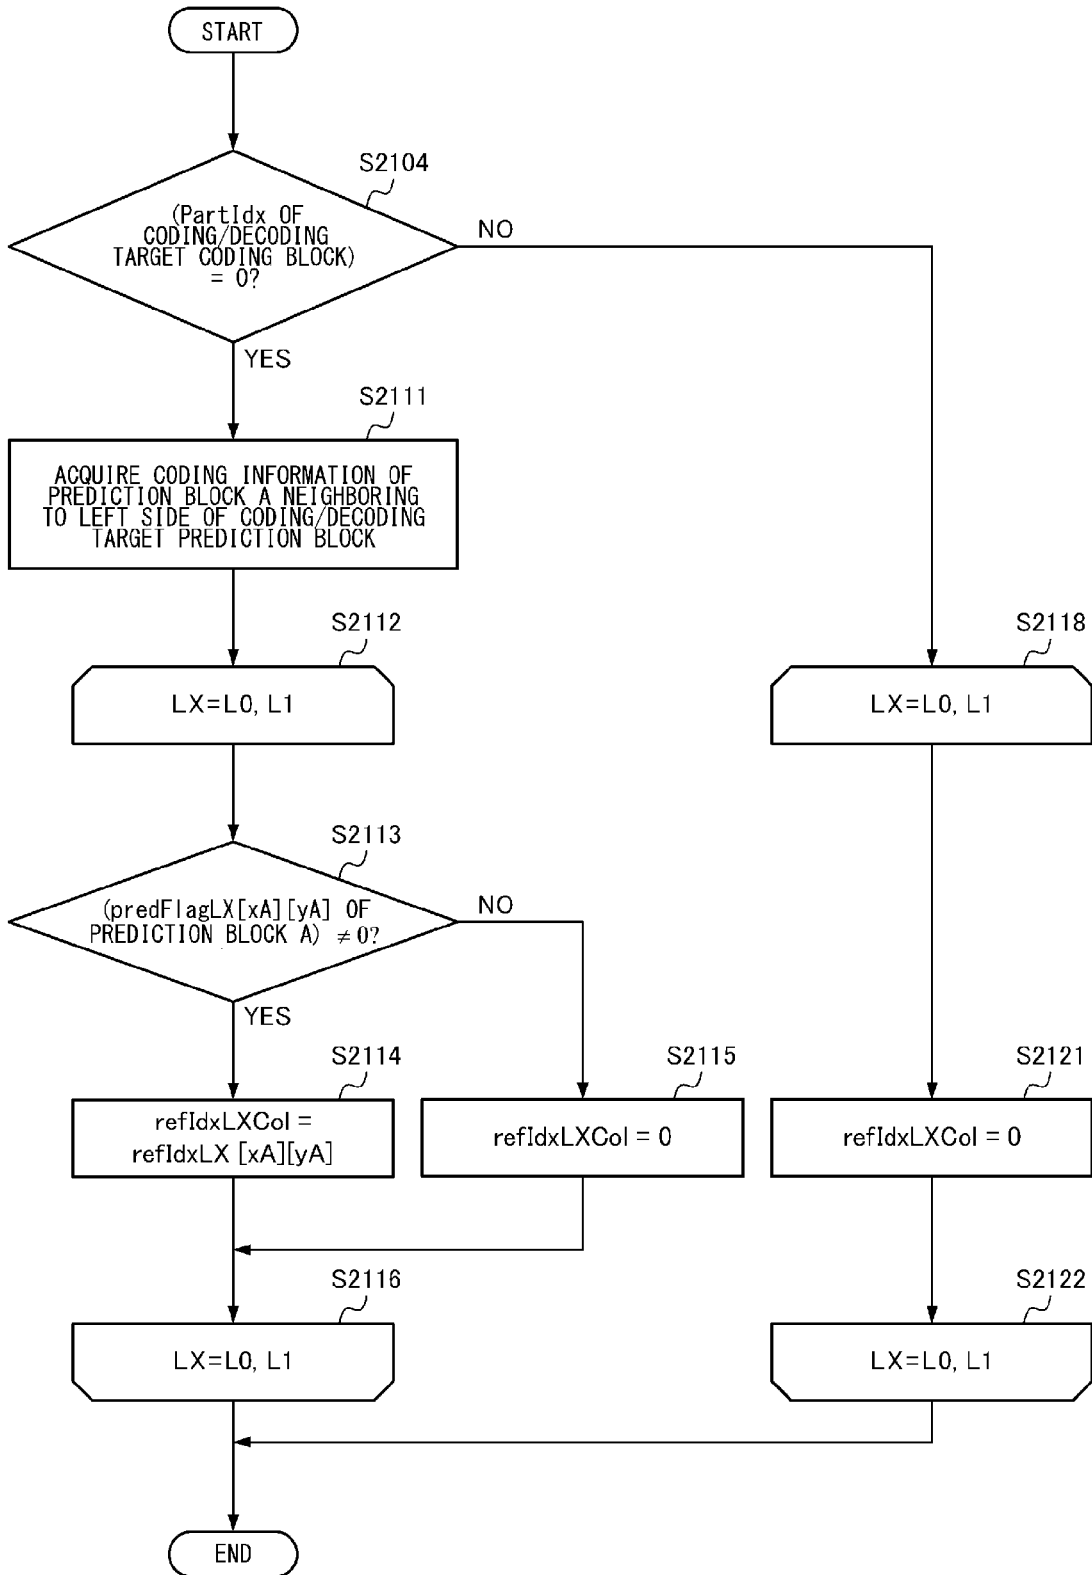 START
S2104
(PartIdx OF
CODING/DECODING
TARGET CODING BLOCK)
= 0?
NO
YES
S2111
ACQUIRE CODING INFORMATION OF
PREDICTION BLOCK A NEIGHBORING
TO LEFT SIDE OF CODING/DECODING
TARGET PREDICTION BLOCK
S2112
LX=L0, L1
S2118
LX=L0, L1
S2113
(predFlagLX[xA][yA] OF
PREDICTION BLOCK A) ≠ 0?
NO
YES
S2114
refIdxLXCol =
refIdxLX [xA][yA]
S2115
refIdxLXCol = 0
S2121
refIdxLXCol = 0
S2116
LX=L0, L1
S2122
LX=L0, L1
END